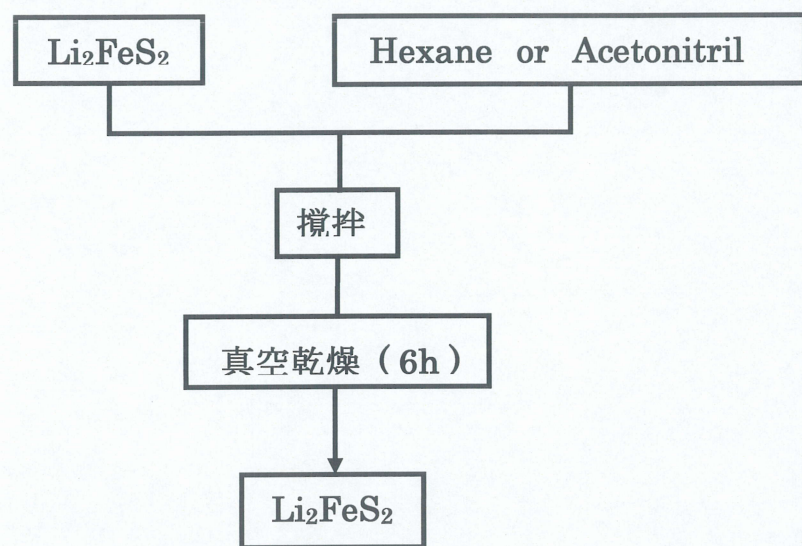 Li₂FeS₂
Hexane or Acetonitril
撹拌
真空乾燥（6h）
Li₂FeS₂